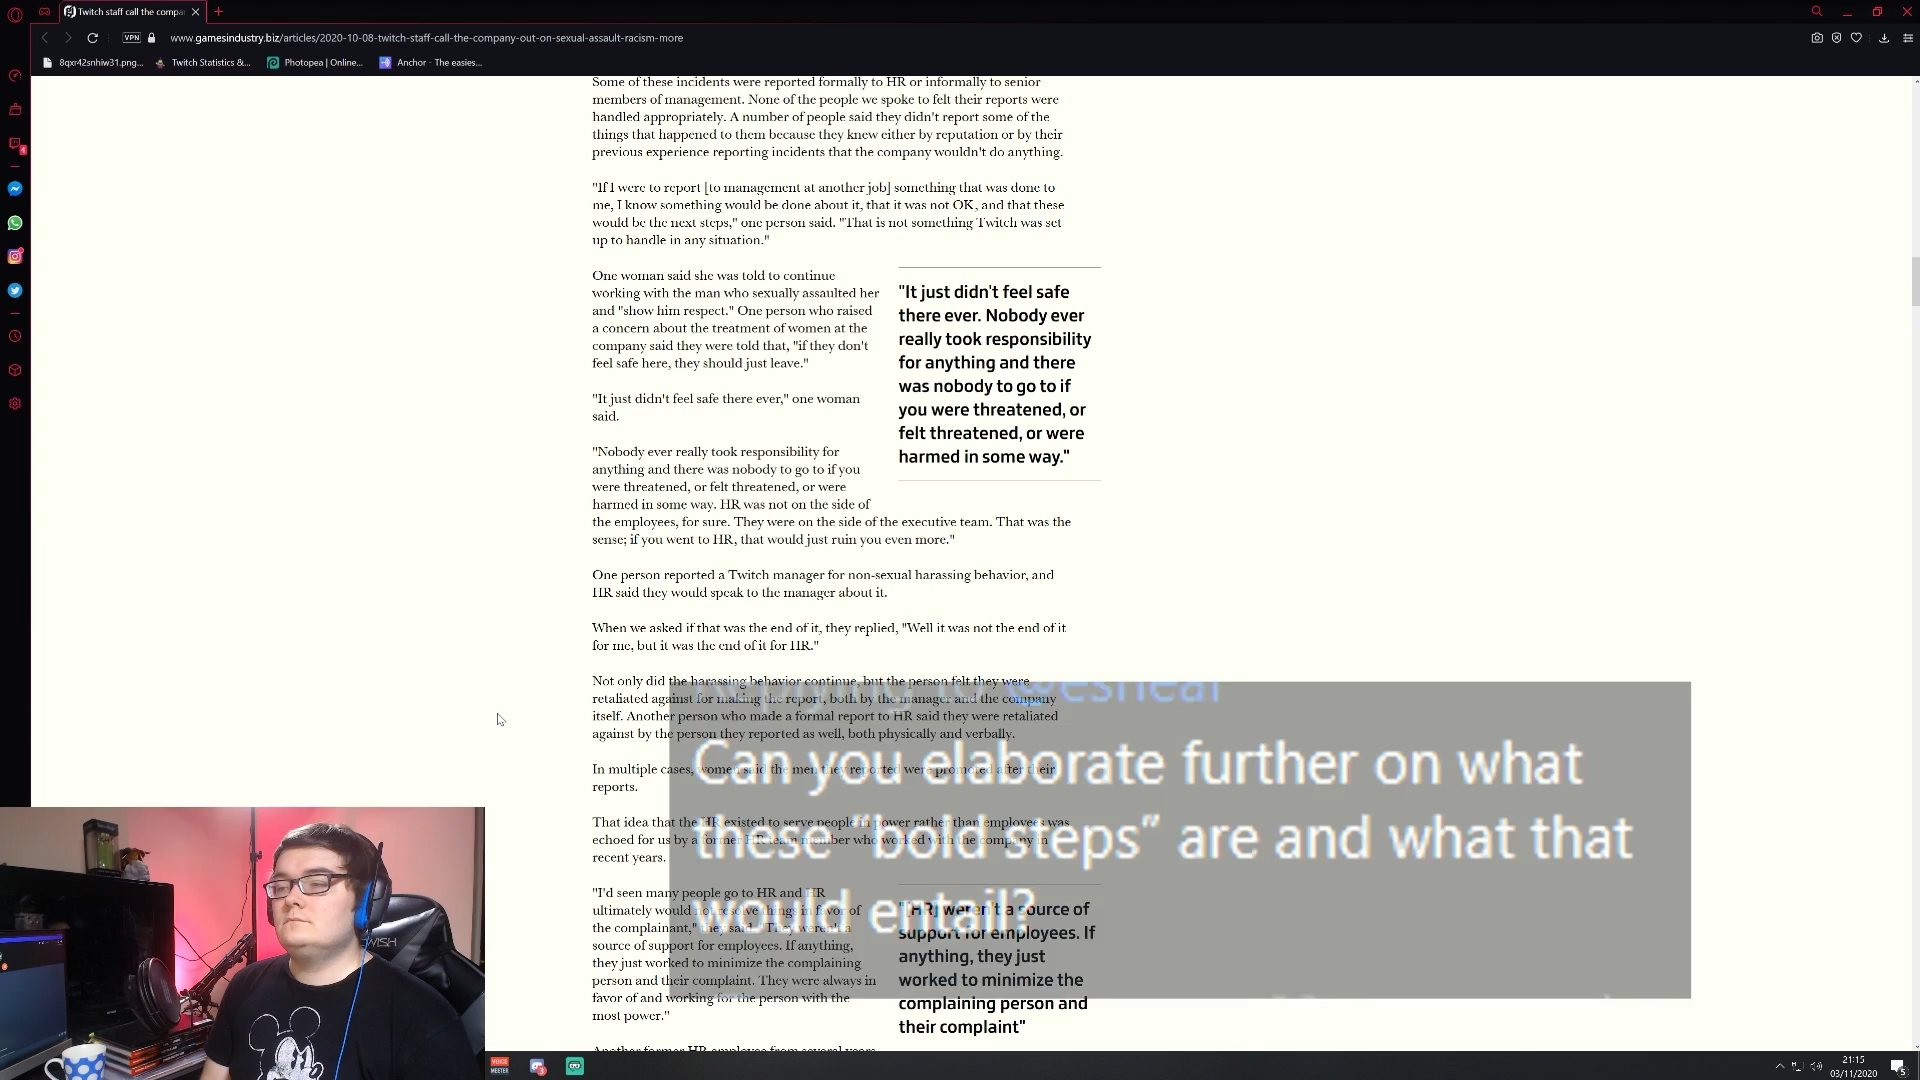 Twitch staff call the compa
VPN
www.gamesindustry.biz/articles/2020-10-08-twitch-staff-call-the-company-out-on-sexual-assault-racism-more
8qxr42snhiw31.png...
Twitch Statistics &...
Photopea | Online...
Anchor - The easies...
Some of these incidents were reported formally to HR or informally to senior
members of management. None of the people we spoke to felt their reports were
handled appropriately. A number of people said they didn't report some of the
things that happened to them because they knew either by reputation or by their
previous experience reporting incidents that the company wouldn't do anything.
"If I were to report [to management at another job] something that was done to
me, I know something would be done about it, that it was not OK, and that these
would be the next steps," one person said. "That is not something Twitch was set
up to handle in any situation."
One woman said she was told to continue
working with the man who sexually assaulted her
and "show him respect." One person who raised
a concern about the treatment of women at the
company said they were told that, "if they don't
feel safe here, they should just leave."
"It just didn't feel safe there ever," one woman
said.
"Nobody ever really took responsibility for
anything and there was nobody to go to if you
were threatened, or felt threatened, or were
harmed in some way. HR was not on the side of
the employees, for sure. They were on the side of the executive team. That was the
sense; if you went to HR, that would just ruin you even more."
"It just didn't feel safe
there ever. Nobody ever
really took responsibility
for anything and there
was nobody to go to if
you were threatened, or
felt threatened, or were
harmed in some way."
One person reported a Twitch manager for non-sexual harassing behavior, and
HR said they would speak to the manager about it.
When we asked if that was the end of it, they replied, "Well it was not the end of it
for me, but it was the end of it for HR."
Not only did the harassing behavior continue, but the person felt they were
retaliated against for making the report, both by the manager and the company
itself. Another person who made a formal report to HR said they were retaliated
against by the person they reported as well, both physically and verbally.
In multiple cases, women said the men they reported were promoted after their
reports.
That idea that the HR existed to serve people in power rather than employees was
echoed for us by a former HR team member who worked with the company in
recent years.
"I'd seen many people go to HR and HR
ultimately would not resolve things in favor of
the complainant," they said. "They weren't a
source of support for employees. If anything,
they just worked to minimize the complaining
person and their complaint. They were always in
favor of and working for the person with the
most power."
Another former HR employee from several years
"[HR] weren't a source of
support for employees. If
anything, they just
worked to minimize the
complaining person and
their complaint"
Can you elaborate further on what
these "bold steps" are and what that
would entail?
WISH
VOICE
MEETER
21:15
03/11/2020